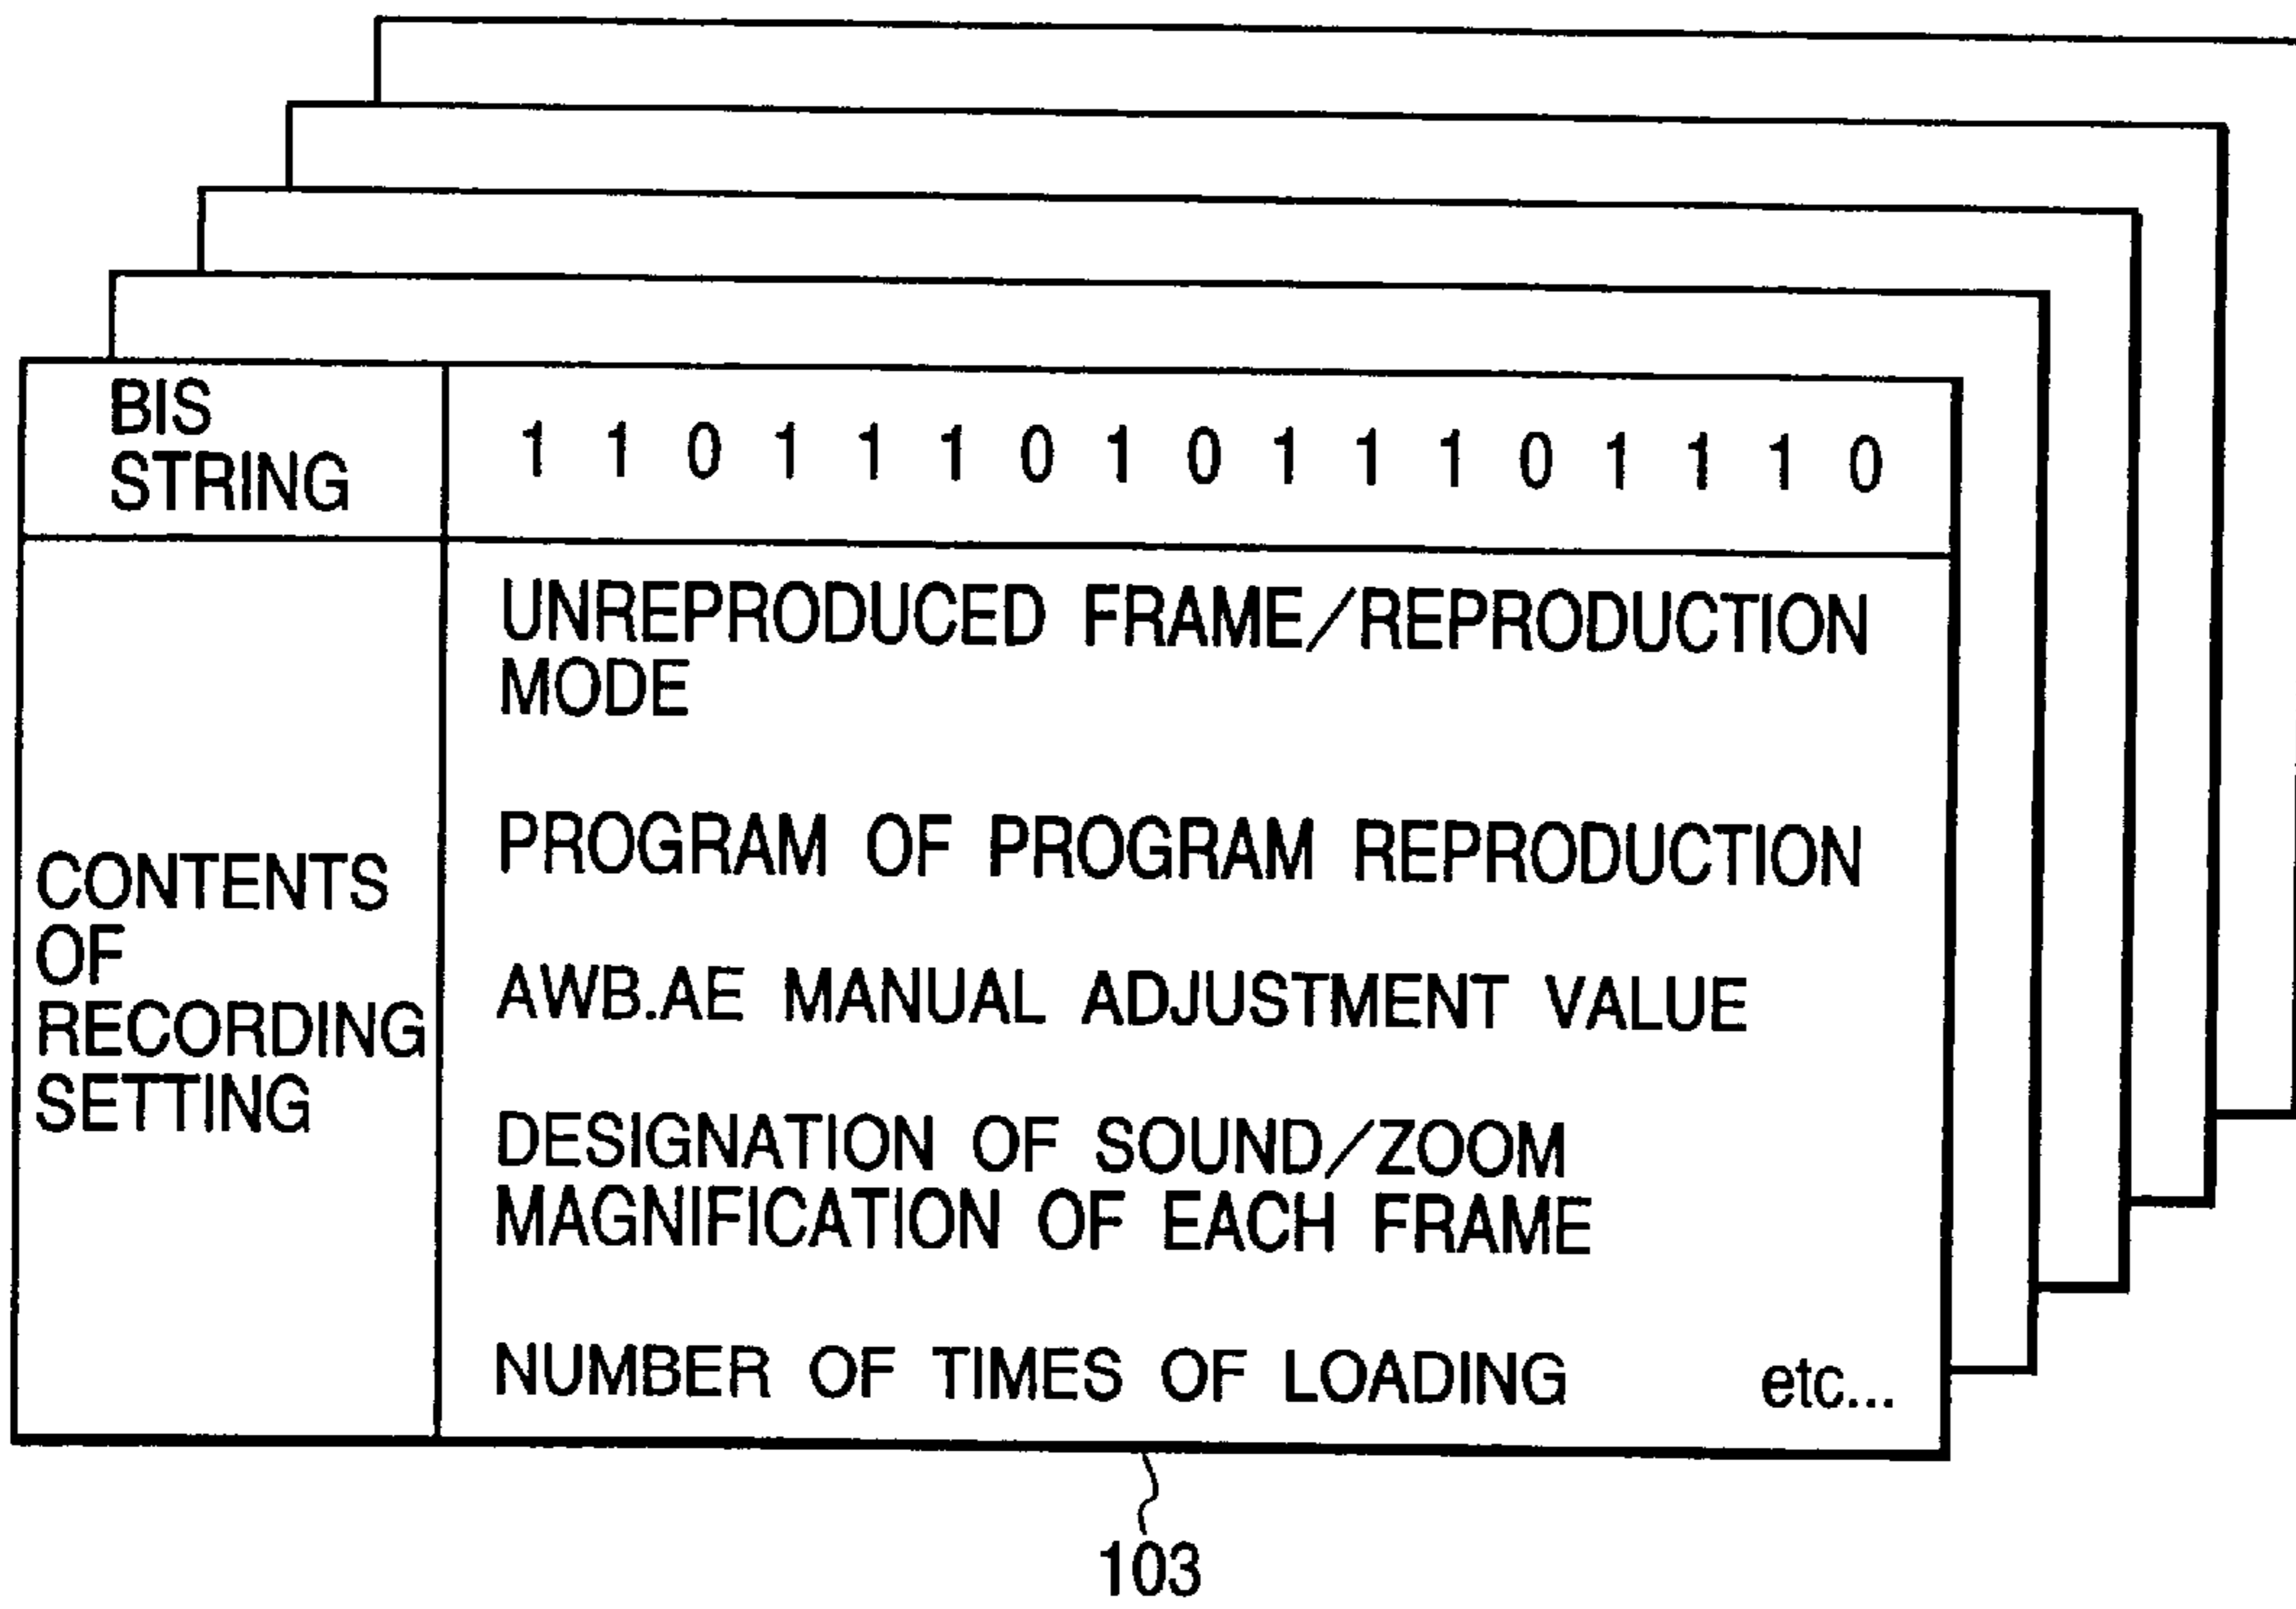 BIS
STRING
1 1 0 1 1 1 0 1 0 1 1 1 0 1 1 1 0
CONTENTS
OF
RECORDING
SETTING
UNREPRODUCED FRAME/REPRODUCTION
MODE
PROGRAM OF PROGRAM REPRODUCTION
AWB.AE MANUAL ADJUSTMENT VALUE
DESIGNATION OF SOUND/ZOOM
MAGNIFICATION OF EACH FRAME
NUMBER OF TIMES OF LOADING etc...
103